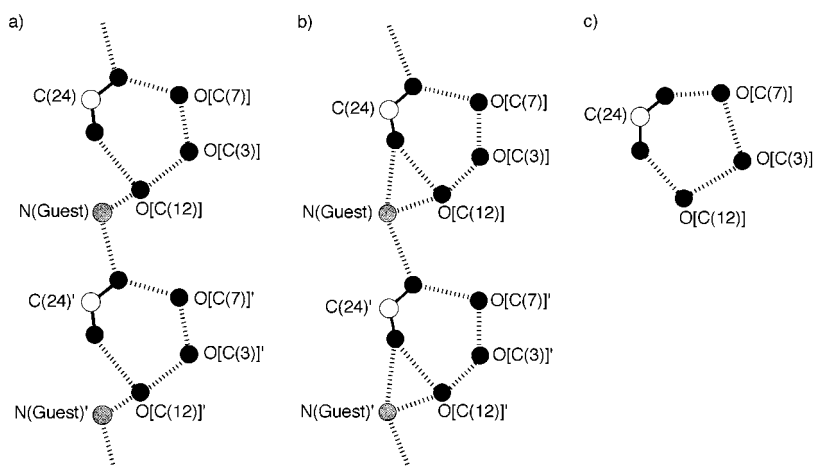 a)
C(24)
O[C(7)]
O[C(3)]
N(Guest)
O[C(12)]
C(24)'
O[C(7)]'
O[C(3)]'
N(Guest)'
O[C(12)]'
b)
C(24)
O[C(7)]
O[C(3)]
N(Guest)
O[C(12)]
C(24)'
O[C(7)]'
O[C(3)]'
N(Guest)'
O[C(12)]'
c)
C(24)
O[C(7)]
O[C(3)]
O[C(12)]